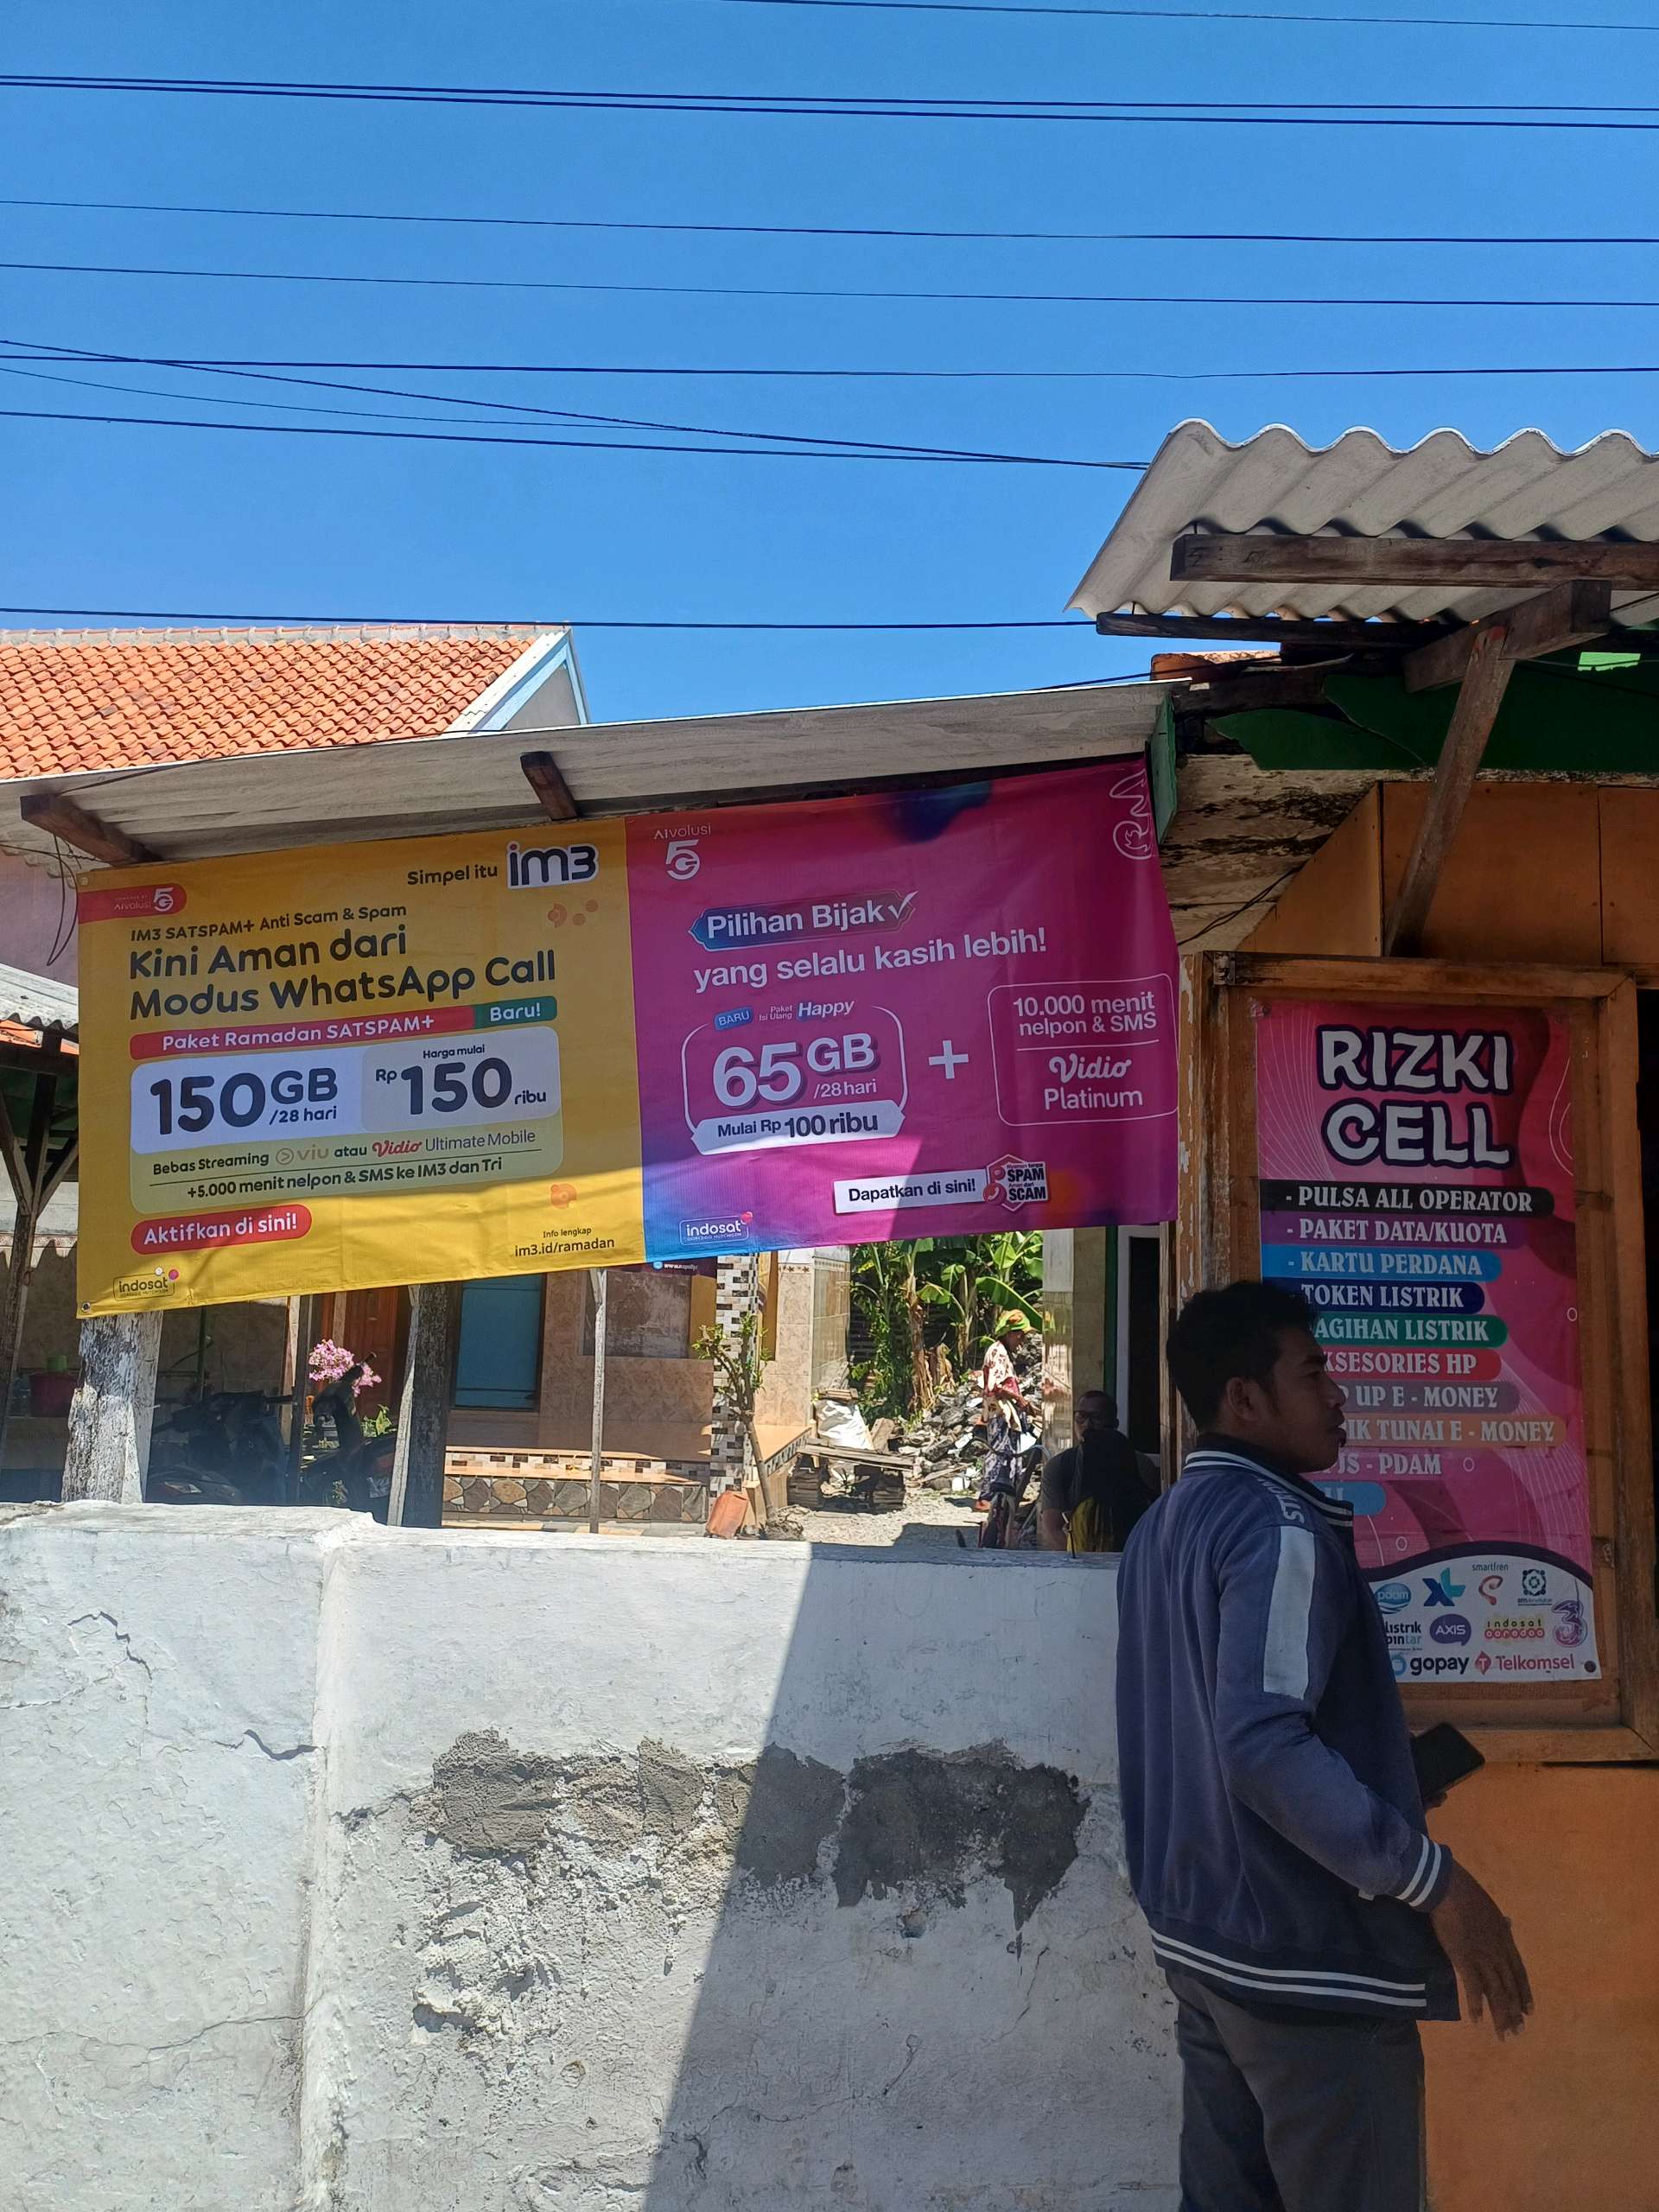 Simpel itu im3
AIVOLUSI 5G
IM3 SATSPAM+ Anti Scam & Spam
Kini Aman dari
Modus WhatsApp Call
Paket Ramadan SATSPAM+ Baru!
150GB /28 hari
Harga mulai
Rp 150 ribu
Bebas Streaming viu atau Vidio Ultimate Mobile
+5.000 menit nelpon & SMS ke IM3 dan Tri
Aktifkan di sini!
Info lengkap
im3.id/ramadan
indosat
AIVOLUSI
5G
Pilihan Bijak
yang selalu kasih lebih!
BARU Paket Isi Ulang Happy
65GB /28 hari
Mulai Rp 100 ribu
+
10.000 menit
nelpon & SMS
Vidio
Platinum
Dapatkan di sini!
SPAM
SCAM
indosat
RIZKI
CELL
- PULSA ALL OPERATOR
- PAKET DATA/KUOTA
- KARTU PERDANA
TOKEN LISTRIK
AGIHAN LISTRIK
KSESORIES HP
UP E - MONEY
IK TUNAI E - MONEY
JS - PDAM
pdam XL smartfren
listrik
pintar AXIS indosat
ooredoo 3
gopay Telkomsel